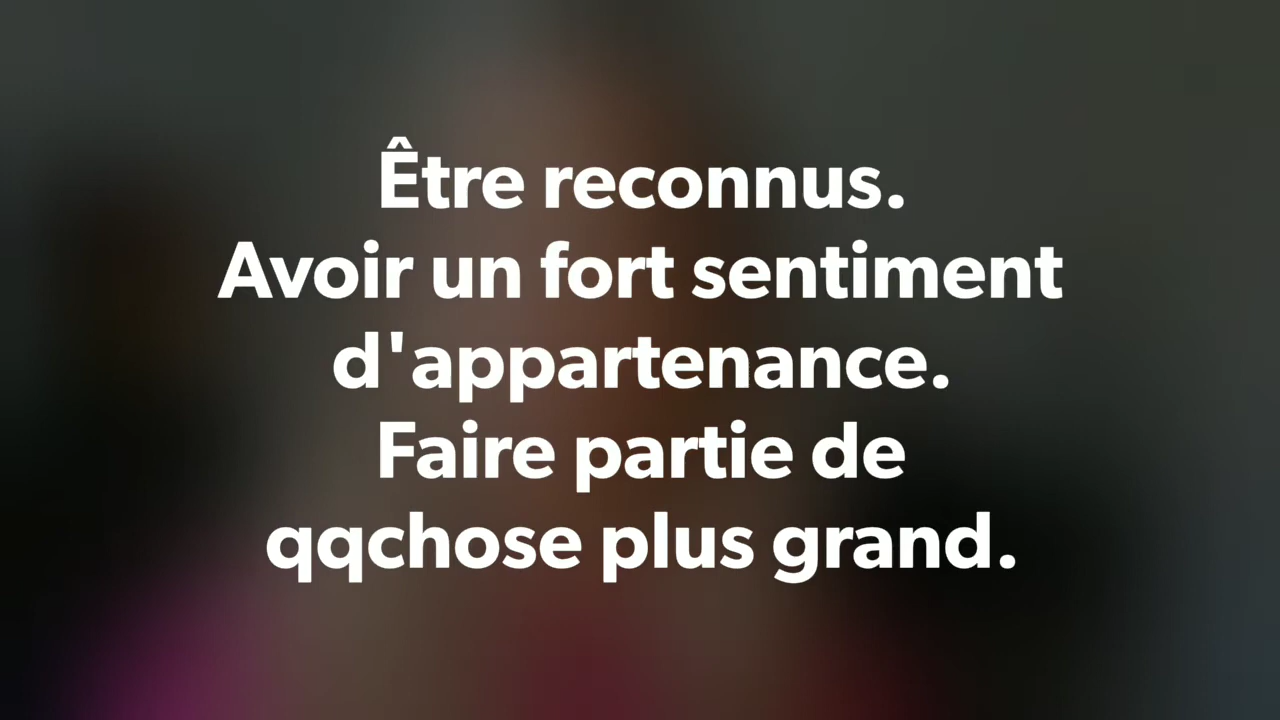 Être reconnus.
Avoir un fort sentiment
d'appartenance.
Faire partie de
qqchose plus grand.